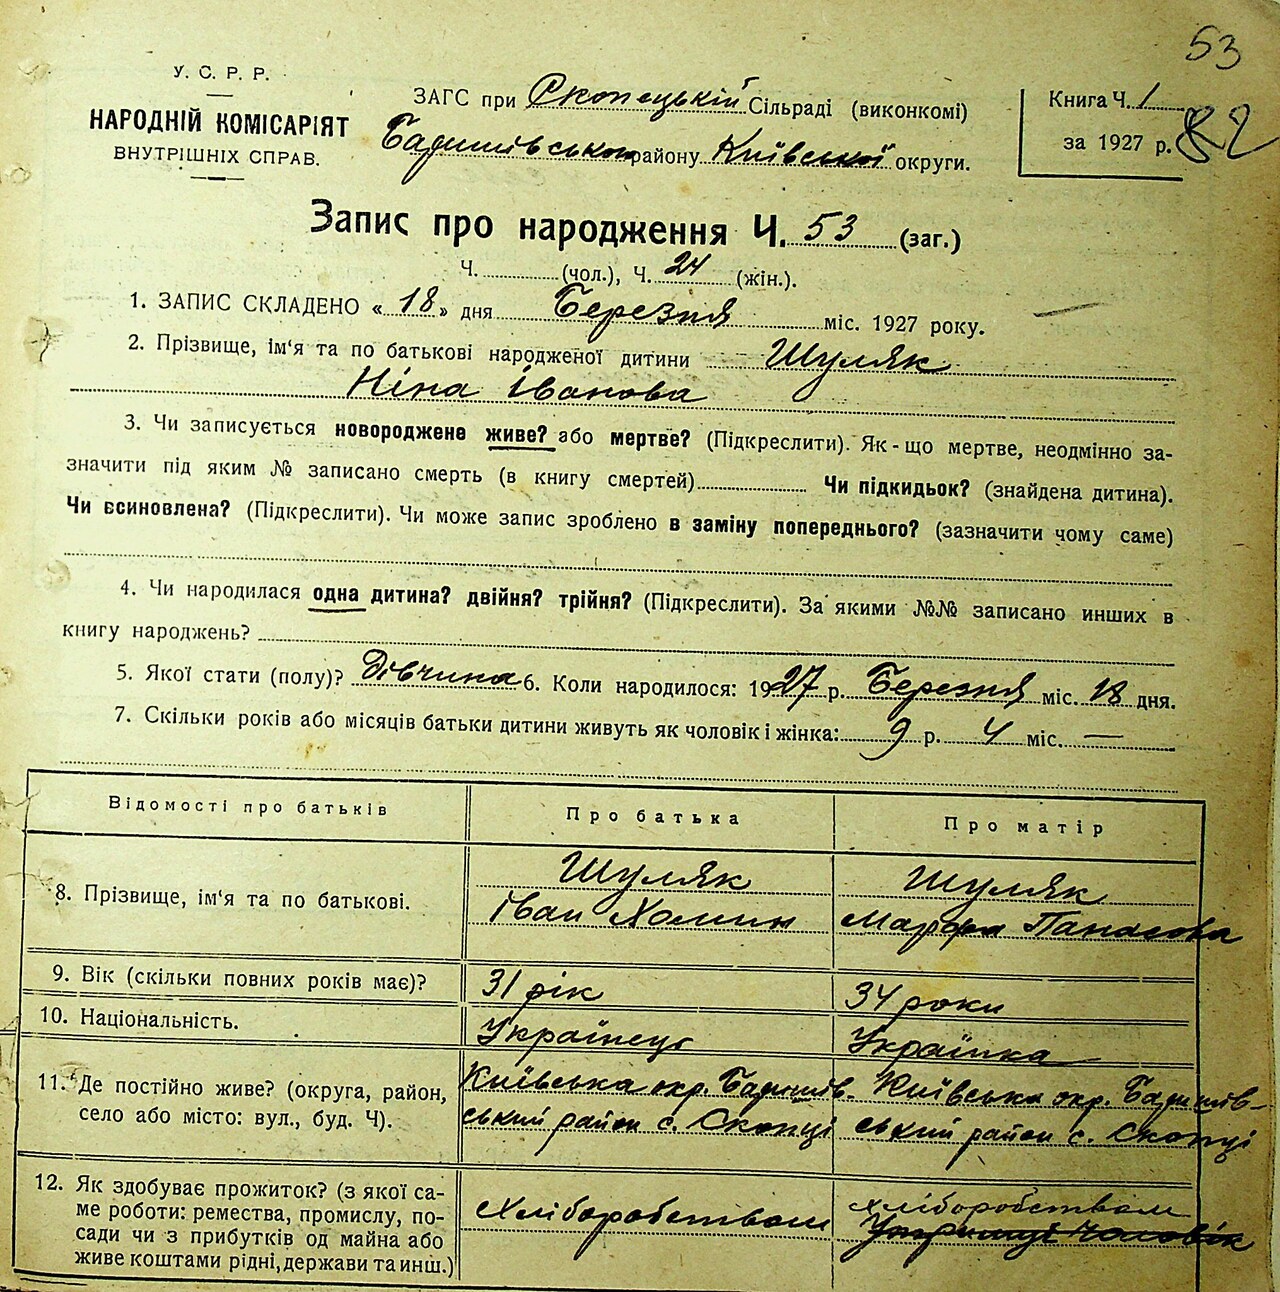 53
У. С. Р. Р.
НАРОДНІЙ КОМІСАРІЯТ
ВНУТРІШНІХ СПРАВ.
ЗАГС при Скопецькій Сільраді (виконкомі)
Баришівського району Київської округи.
Книга Ч. 1
за 1927 р. 82
Запис про народження Ч. 53 (заг.)
Ч. (чол.), Ч. 24 (жін.).
1. ЗАПИС СКЛАДЕНО « 18 » дня Березня міс. 1927 року.
2. Прізвище, ім‘я та по батькові народженої дитини Шуляк
Ніна Іванова
3. Чи записується новороджене живе? або мертве? (Підкреслити). Як-що мертве, неодмінно за-
значити під яким № записано смерть (в книгу смертей) Чи підкидьок? (знайдена дитина).
Чи всиновлена? (Підкреслити). Чи може запис зроблено в заміну попереднього? (зазначити чому саме)
4. Чи народилася одна дитина? двійня? трійня? (Підкреслити). За якими №№ записано инших в
книгу народжень?
5. Якої стати (полу)? Дівчина 6. Коли народилося: 1927 р. Березня міс. 18 дня.
7. Скільки років або місяців батьки дитини живуть як чоловік і жінка: 9 р. 4 міс. —
Відомості про батьків Про батька Про матір
8. Прізвище, ім‘я та по батькові. Шуляк Шуляк
Іван Хомин Марфа Панасова
9. Вік (скільки повних років має)? 31 рік 34 роки
10. Національність. Українець Українка
11. Де постійно живе? (округа, район, Київська окр. Баришів- Київська окр. Баришів-
село або місто: вул., буд. Ч). ський район с. Скопці ський район с. Скопці
12. Як здобуває прожиток? (з якої са-
ме роботи: ремества, промислу, по- Хліборобством хліборобством
сади чи з прибутків од майна або
живе коштами рідні, держави та инш.)